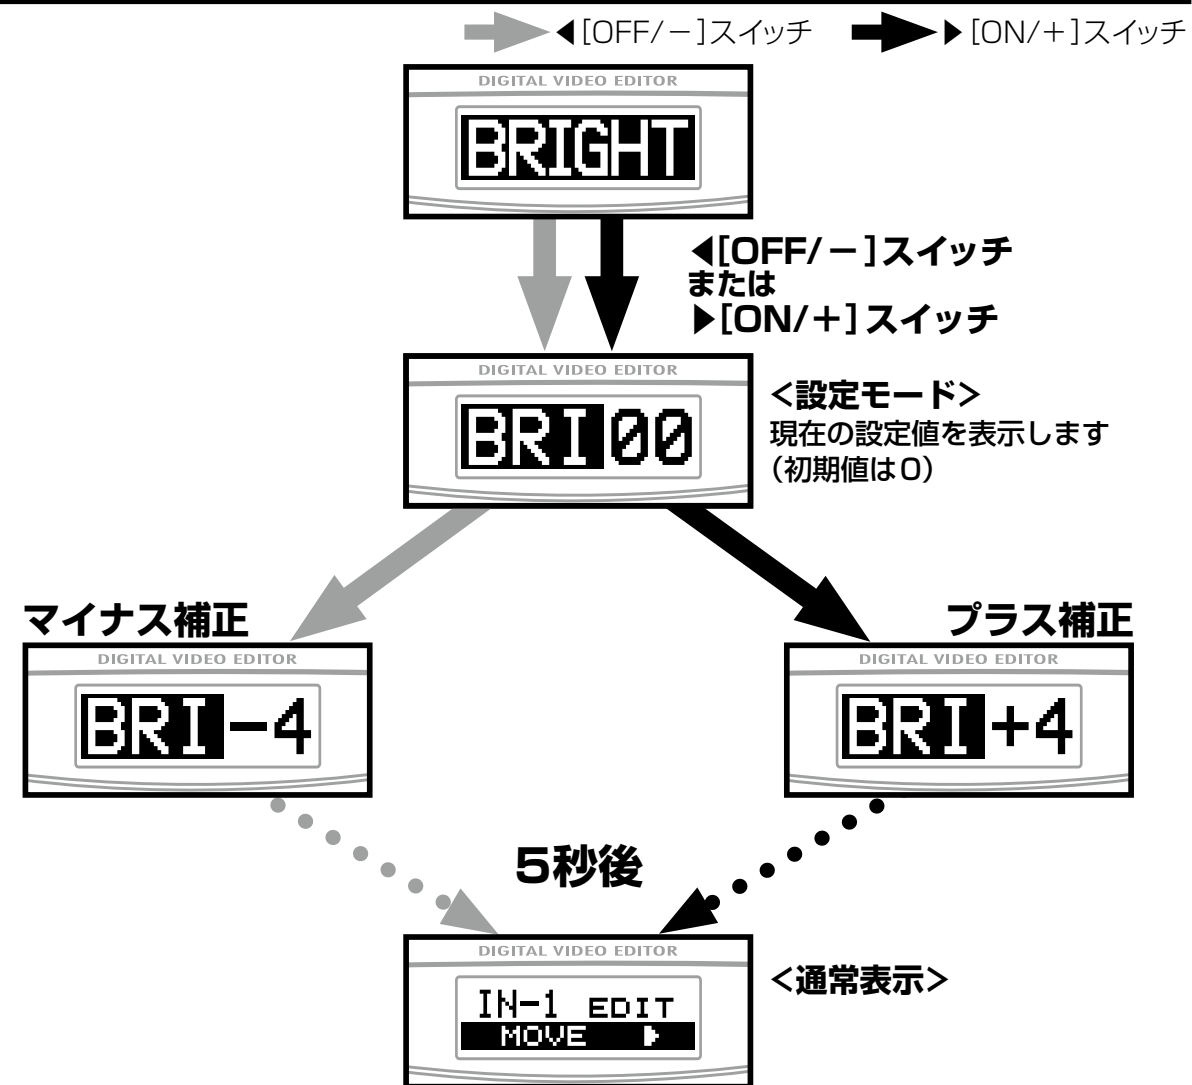 ◀[OFF/－]スイッチ ▶[ON/＋]スイッチ
DIGITAL VIDEO EDITOR
BRIGHT
◀[OFF/－]スイッチ
または
▶[ON/＋]スイッチ
DIGITAL VIDEO EDITOR
BRI00
<設定モード>
現在の設定値を表示します
（初期値は0）
マイナス補正
DIGITAL VIDEO EDITOR
BRI-4
プラス補正
DIGITAL VIDEO EDITOR
BRI+4
5秒後
DIGITAL VIDEO EDITOR
IN-1 EDIT
MOVE ▶
<通常表示>